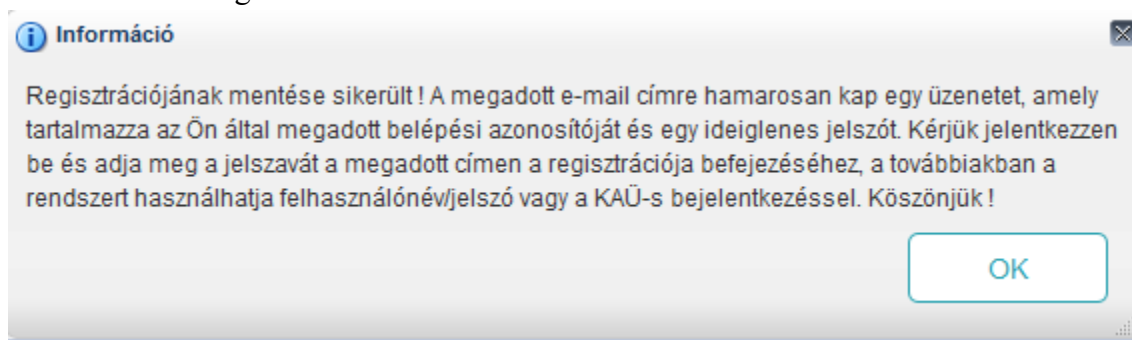 Információ
Regisztrációjának mentése sikerült ! A megadott e-mail címre hamarosan kap egy üzenetet, amely
tartalmazza az Ön által megadott belépési azonosítóját és egy ideiglenes jelszót. Kérjük jelentkezzen
be és adja meg a jelszavát a megadott címen a regisztrációja befejezéséhez, a továbbiakban a
rendszert használhatja felhasználónév/jelszó vagy a KAÜ-s bejelentkezéssel. Köszönjük !
OK